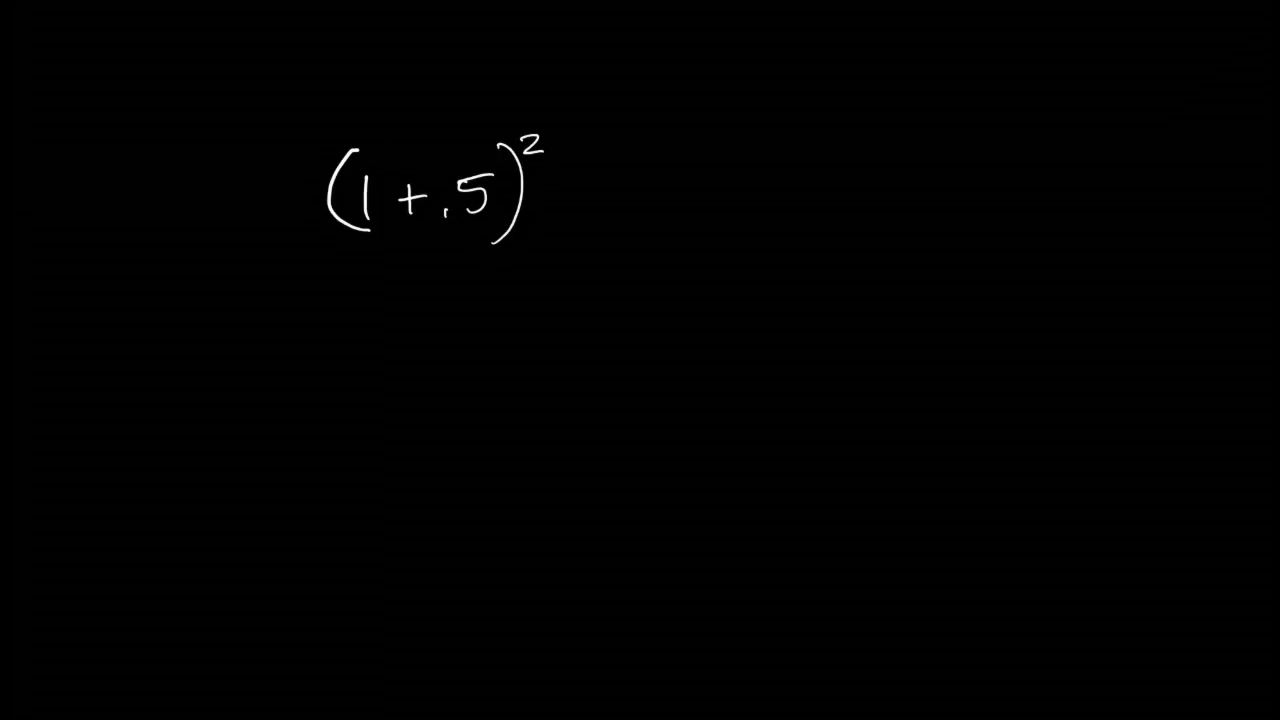 (1 + .5)²